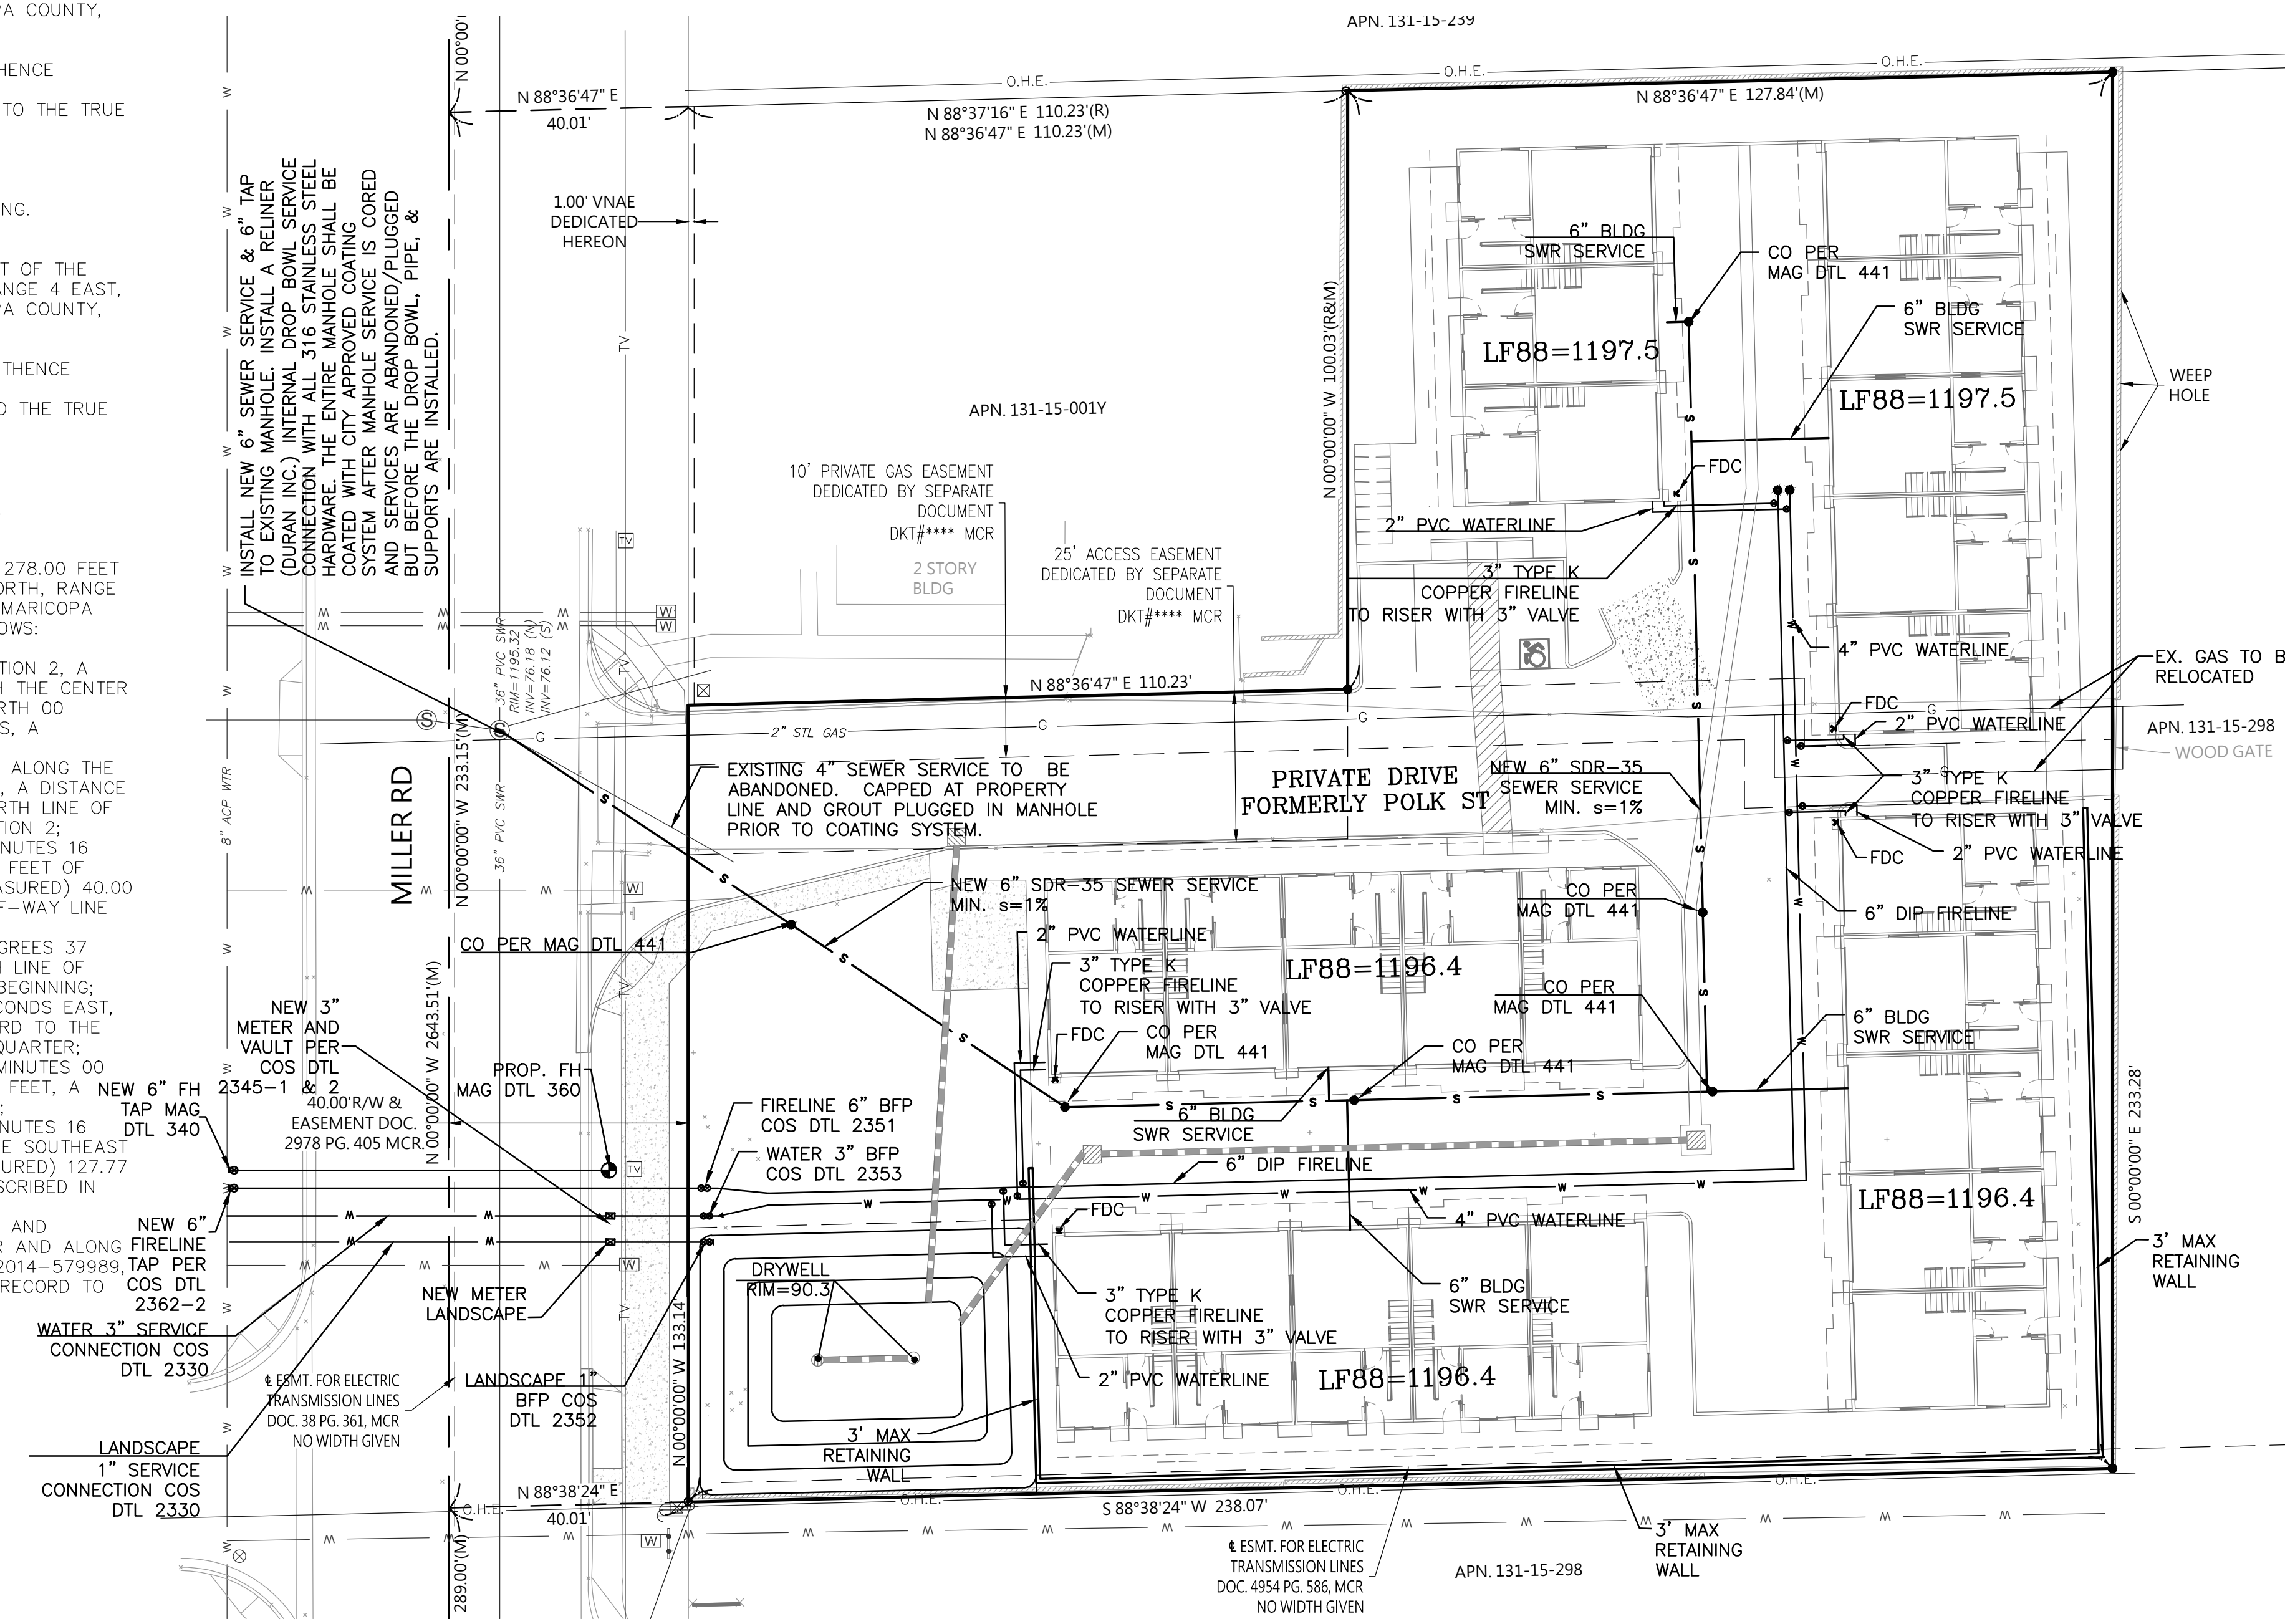 PA COUNTY,
HENCE
TO THE TRUE
NG.
T OF THE
ANGE 4 EAST,
PA COUNTY,
THENCE
O THE TRUE
278.00 FEET
ORTH, RANGE
MARICOPA
OWS:
TION 2, A
H THE CENTER
RTH 00
S, A
ALONG THE
, A DISTANCE
RTH LINE OF
TION 2;
NUTES 16
FEET OF
ASURED) 40.00
F-WAY LINE
GREES 37
H LINE OF
BEGINNING;
CONDS EAST,
RD TO THE
QUARTER;
MINUTES 00
FEET, A
;
NUTES 16
E SOUTHEAST
URED) 127.77
SCRIBED IN
AND
R AND ALONG
2014-579989,
RECORD TO
INSTALL NEW 6" SEWER SERVICE & 6" TAP
TO EXISTING MANHOLE. INSTALL A RELINER
(DURAN INC.) INTERNAL DROP BOWL SERVICE
CONNECTION WITH ALL 316 STAINLESS STEEL
HARDWARE. THE ENTIRE MANHOLE SHALL BE
COATED WITH CITY APPROVED COATING
SYSTEM AFTER MANHOLE SERVICE IS CORED
AND SERVICES ARE ABANDONED/PLUGGED
BUT BEFORE THE DROP BOWL, PIPE, &
SUPPORTS ARE INSTALLED.
N 00°00'0
N 88°36'47" E
40.01'
APN. 131-15-239
O.H.E.
O.H.E.
O.H.E.
N 88°37'16" E 110.23'(R)
N 88°36'47" E 110.23'(M)
N 88°36'47" E 127.84'(M)
1.00' VNAE
DEDICATED
HEREON
N 00°00'00" W 100.03'(R&M)
APN. 131-15-001Y
10' PRIVATE GAS EASEMENT
DEDICATED BY SEPARATE
DOCUMENT
DKT#**** MCR
2 STORY
BLDG
25' ACCESS EASEMENT
DEDICATED BY SEPARATE
DOCUMENT
DKT#**** MCR
6" BLDG
SWR SERVICE
CO PER
MAG DTL 441
6" BLDG
SWR SERVICE
LF88=1197.5
LF88=1197.5
WEEP
HOLE
FDC
2" PVC WATERLINE
3" TYPE K
COPPER FIRELINE
TO RISER WITH 3" VALVE
4" PVC WATERLINE
EX. GAS TO B
RELOCATED
FDC
2" PVC WATERLINE
APN. 131-15-298
WOOD GATE
3" TYPE K
COPPER FIRELINE
TO RISER WITH 3" VALVE
FDC
2" PVC WATERLINE
36" PVC SWR
RIM=1195.32
INV=76.18 (N)
INV=76.12 (S)
TV
TV
TV
W
W
N 88°36'47" E 110.23'
G
2" STL GAS
G
G
G
8" ACP WTR
MILLER RD
N 00°00'00" W 233.15'(M)
36" PVC SWR
EXISTING 4" SEWER SERVICE TO BE
ABANDONED. CAPPED AT PROPERTY
LINE AND GROUT PLUGGED IN MANHOLE
PRIOR TO COATING SYSTEM.
PRIVATE DRIVE
FORMERLY POLK ST
NEW 6" SDR-35
SEWER SERVICE
MIN. s=1%
NEW 6" SDR-35 SEWER SERVICE
MIN. s=1%
CO PER
MAG DTL 441
6" DIP FIRELINE
CO PER MAG DTL 441
2" PVC WATERLINE
3" TYPE K
COPPER FIRELINE
TO RISER WITH 3" VALVE
LF88=1196.4
CO PER
MAG DTL 441
6" BLDG
SWR SERVICE
FDC
CO PER
MAG DTL 441
CO PER
MAG DTL 441
NEW 3"
METER AND
VAULT PER
COS DTL
2345-1 & 2
N 00°00'00" W 2643.51'(M)
PROP. FH
MAG DTL 360
NEW 6" FH
TAP MAG
DTL 340
40.00'R/W &
EASEMENT DOC.
2978 PG. 405 MCR.
FIRELINE 6" BFP
COS DTL 2351
WATER 3" BFP
COS DTL 2353
6" BLDG
SWR SERVICE
6" DIP FIRELINE
FDC
4" PVC WATERLINE
LF88=1196.4
S 00°00'00" E 233.28'
NEW 6"
FIRELINE
TAP PER
COS DTL
2362-2
NEW METER
LANDSCAPE
DRYWELL
RIM=90.3
3" TYPE K
COPPER FIRELINE
TO RISER WITH 3" VALVE
6" BLDG
SWR SERVICE
3' MAX
RETAINING
WALL
WATER 3" SERVICE
CONNECTION COS
DTL 2330
N 00°00'00" W 133.14'
LF88=1196.4
2" PVC WATERLINE
℄ ESMT. FOR ELECTRIC
TRANSMISSION LINES
DOC. 38 PG. 361, MCR
NO WIDTH GIVEN
LANDSCAPE 1"
BFP COS
DTL 2352
3' MAX
RETAINING
WALL
LANDSCAPE
1" SERVICE
CONNECTION COS
DTL 2330
N 88°38'24" E
40.01'
O.H.E.
O.H.E.
O.H.E.
O.H.E.
S 88°38'24" W 238.07'
289.00'(M)
℄ ESMT. FOR ELECTRIC
TRANSMISSION LINES
DOC. 4954 PG. 586, MCR
NO WIDTH GIVEN
APN. 131-15-298
3' MAX
RETAINING
WALL